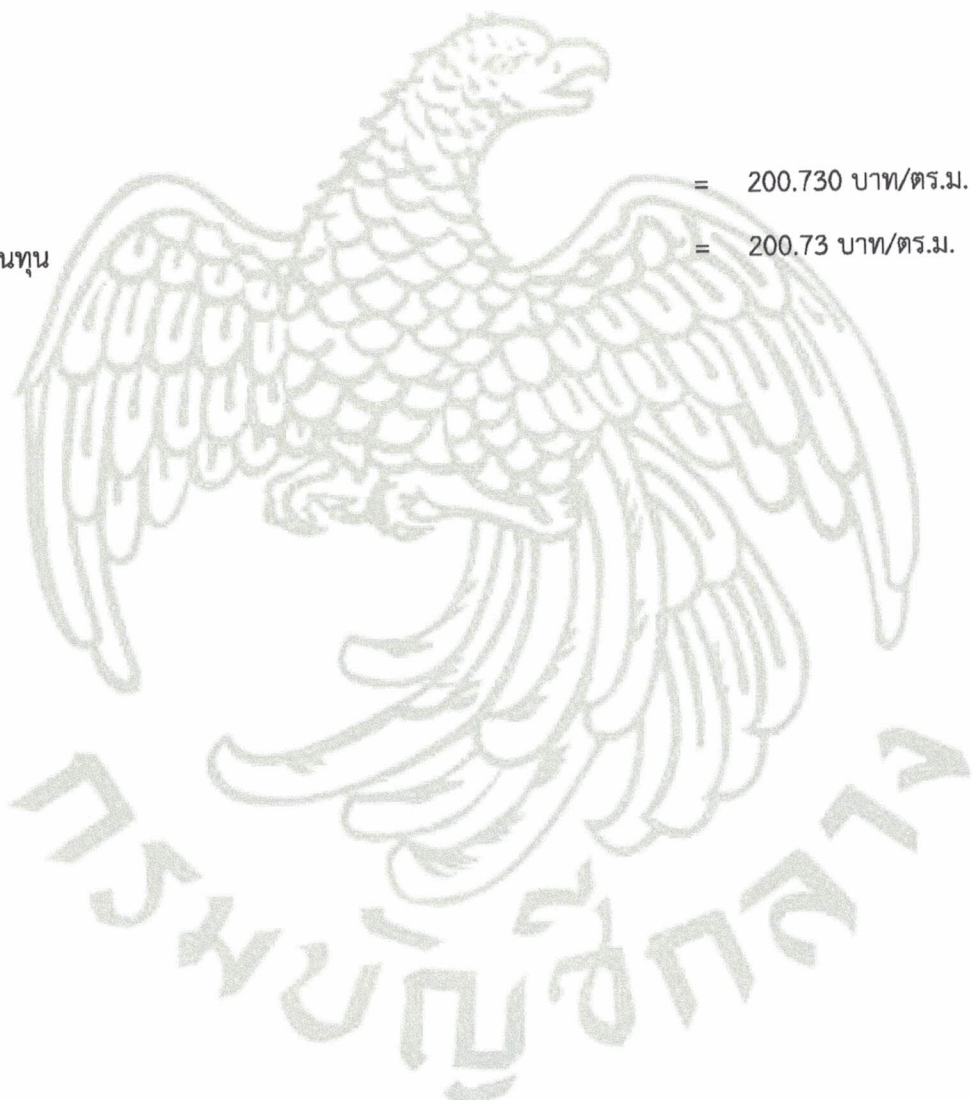 = 200.730 บาท/ตร.ม.
นทุน = 200.73 บาท/ตร.ม.
กรมบัญชีกลาง